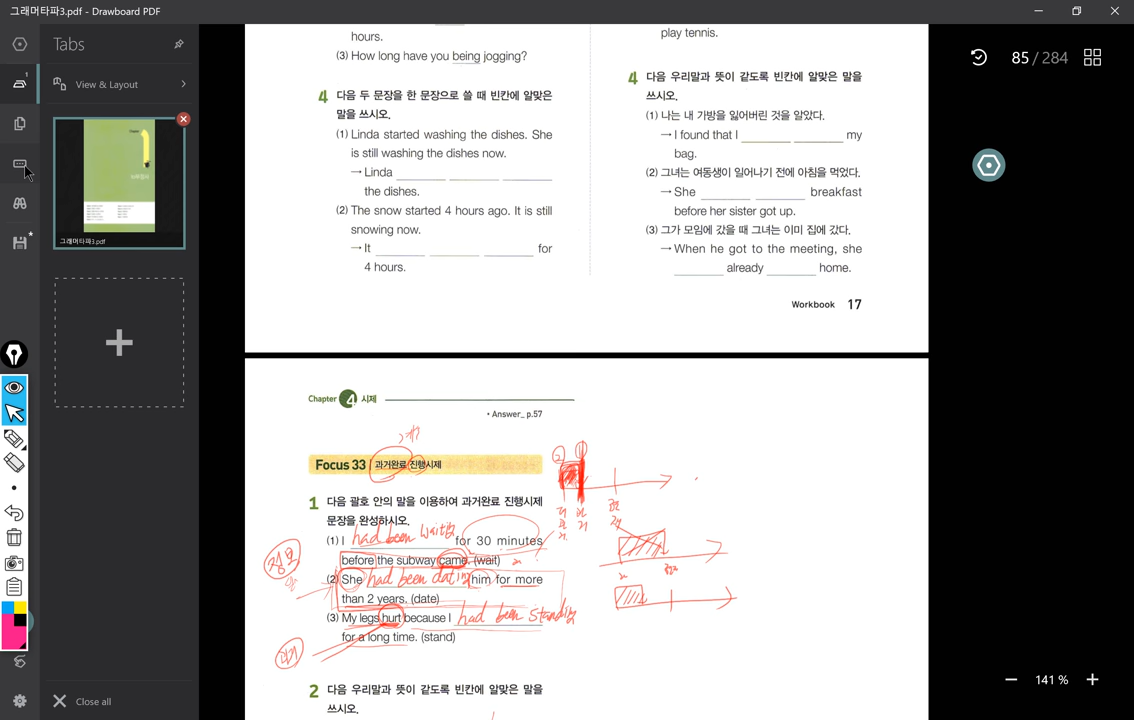 그래머타파3.pdf - Drawboard PDF
Tabs
View & Layout
그래머타파3.pdf
Close all
85 / 284
141 %
hours.
(3) How long have you being jogging?
4 다음 두 문장을 한 문장으로 쓸 때 빈칸에 알맞은
말을 쓰시오.
(1) Linda started washing the dishes. She
is still washing the dishes now.
→ Linda
the dishes.
(2) The snow started 4 hours ago. It is still
snowing now.
→ It for
4 hours.
play tennis.
4 다음 우리말과 뜻이 같도록 빈칸에 알맞은 말을
쓰시오.
(1) 나는 내 가방을 잃어버린 것을 알았다.
→ I found that I my
bag.
(2) 그녀는 여동생이 일어나기 전에 아침을 먹었다.
→ She breakfast
before her sister got up.
(3) 그가 모임에 갔을 때 그녀는 이미 집에 갔다.
→ When he got to the meeting, she
already home.
Workbook 17
Chapter 4 시제
• Answer_ p.57
Focus 33 과거완료 진행시제
1 다음 괄호 안의 말을 이용하여 과거완료 진행시제
문장을 완성하시오.
(1) I had been waiting for 30 minutes
before the subway came. (wait)
(2) She had been dating him for more
than 2 years. (date)
(3) My legs hurt because I had been standing
for a long time. (stand)
2 다음 우리말과 뜻이 같도록 빈칸에 알맞은 말을
쓰시오.